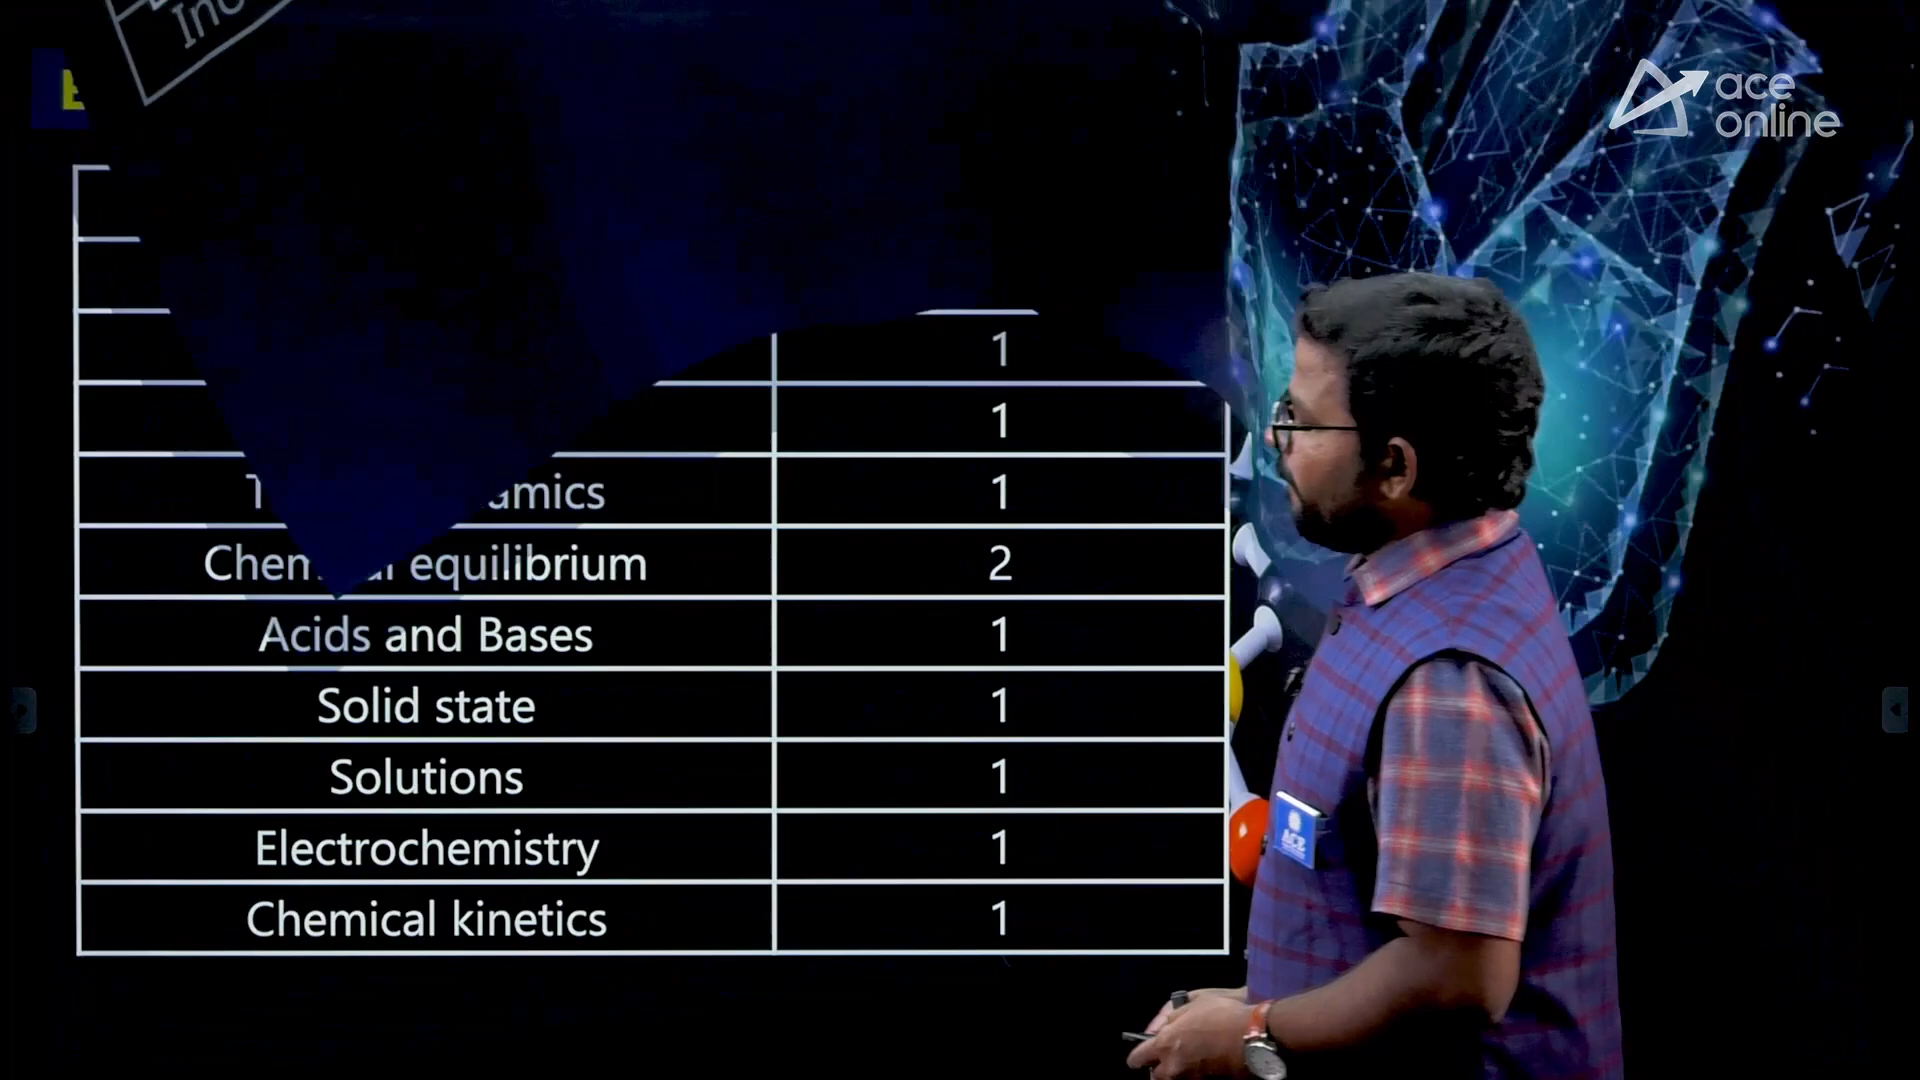 ace
online
1
1
1
equilibrium 2
Acids and Bases 1
Solid state 1
Solutions 1
Electrochemistry 1
Chemical kinetics 1
ACE